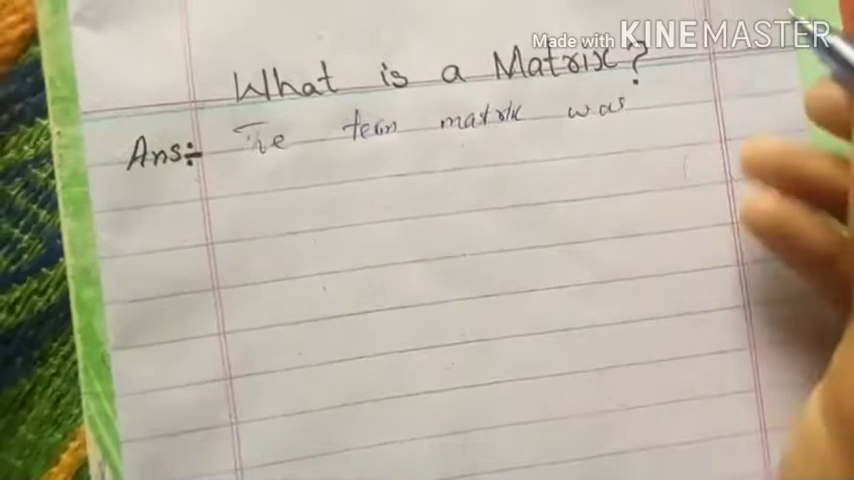 Made with KINEMASTER
What is a Matrix?
Ans:- The term matrix was